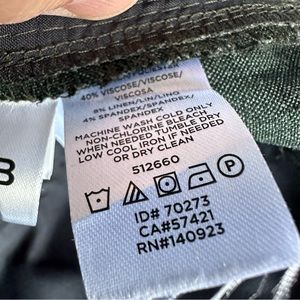 POLYESTER
40% VISCOSE/VISCOSE/
VISCOSA
8% LINEN/LIN/LINO
4% SPANDEX/SPANDEX/
SPANDEX
MACHINE WASH COLD ONLY
NON-CHLORINE BLEACH
WHEN NEEDED TUMBLE DRY
LOW COOL IRON IF NEEDED
OR DRY CLEAN
512660
P
ID# 70273
CA#57421
RN#140923